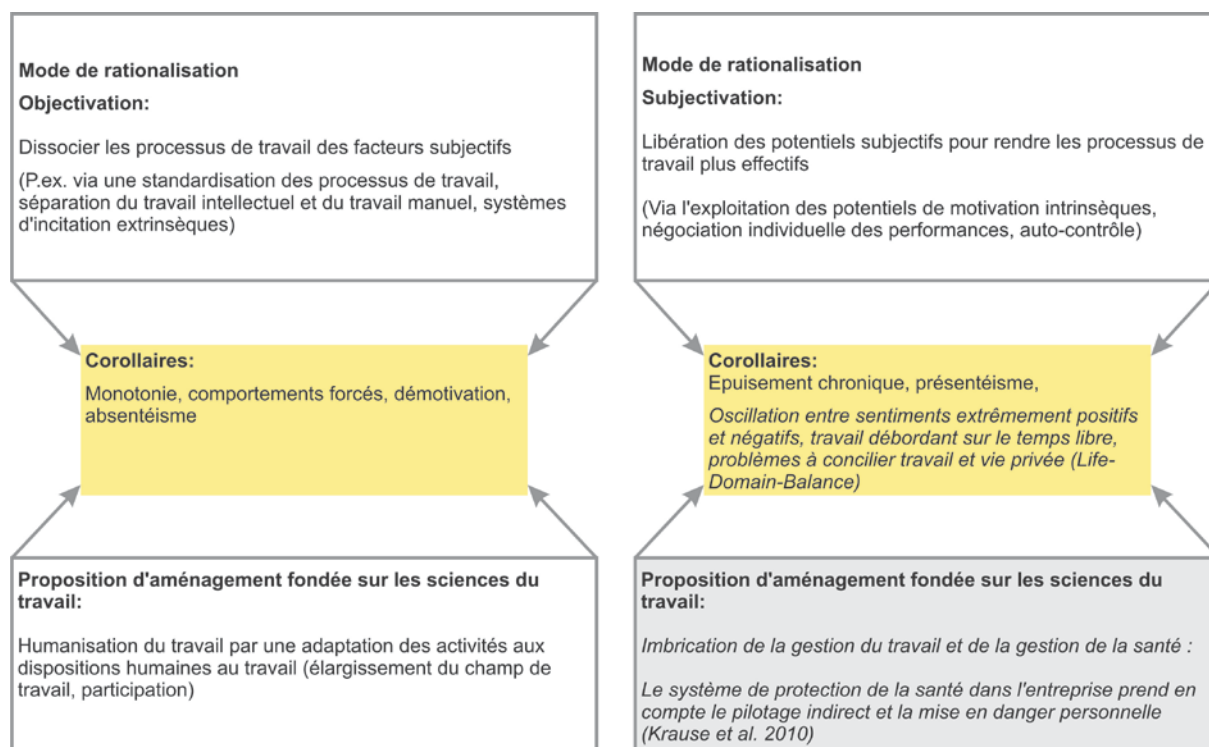 Mode de rationalisation
Objectivation:
Dissocier les processus de travail des facteurs subjectifs
(P.ex. via une standardisation des processus de travail,
séparation du travail intellectuel et du travail manuel, systèmes
d'incitation extrinsèques)
Corollaires:
Monotonie, comportements forcés, démotivation,
absentéisme
Proposition d'aménagement fondée sur les sciences du
travail:
Humanisation du travail par une adaptation des activités aux
dispositions humaines au travail (élargissement du champ de
travail, participation)
Mode de rationalisation
Subjectivation:
Libération des potentiels subjectifs pour rendre les processus de
travail plus effectifs
(Via l'exploitation des potentiels de motivation intrinsèques,
négociation individuelle des performances, auto-contrôle)
Corollaires:
Epuisement chronique, présentéisme,
Oscillation entre sentiments extrêmement positifs
et négatifs, travail débordant sur le temps libre,
problèmes à concilier travail et vie privée (Life-
Domain-Balance)
Proposition d'aménagement fondée sur les sciences du
travail:
Imbrication de la gestion du travail et de la gestion de la santé :
Le système de protection de la santé dans l'entreprise prend en
compte le pilotage indirect et la mise en danger personnelle
(Krause et al. 2010)